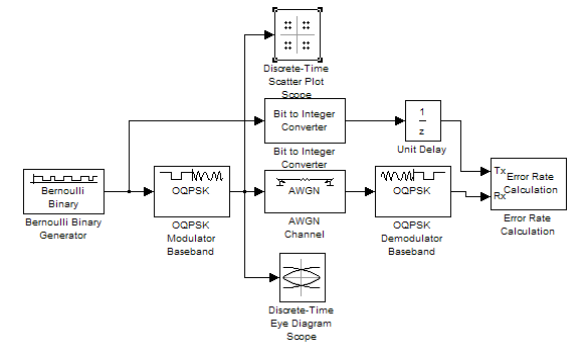 Discrete-Time
Scatter Plot
Scope
Bit to Integer
Converter
Bit to Integer
Converter
1
z
Unit Delay
Bernoulli
Binary
Bernoulli Binary
Generator
OQPSK
OQPSK
Modulator
Baseband
AWGN
AWGN
Channel
OQPSK
OQPSK
Demodulator
Baseband
Tx
Rx
Error Rate
Calculation
Error Rate
Calculation
Discrete-Time
Eye Diagram
Scope